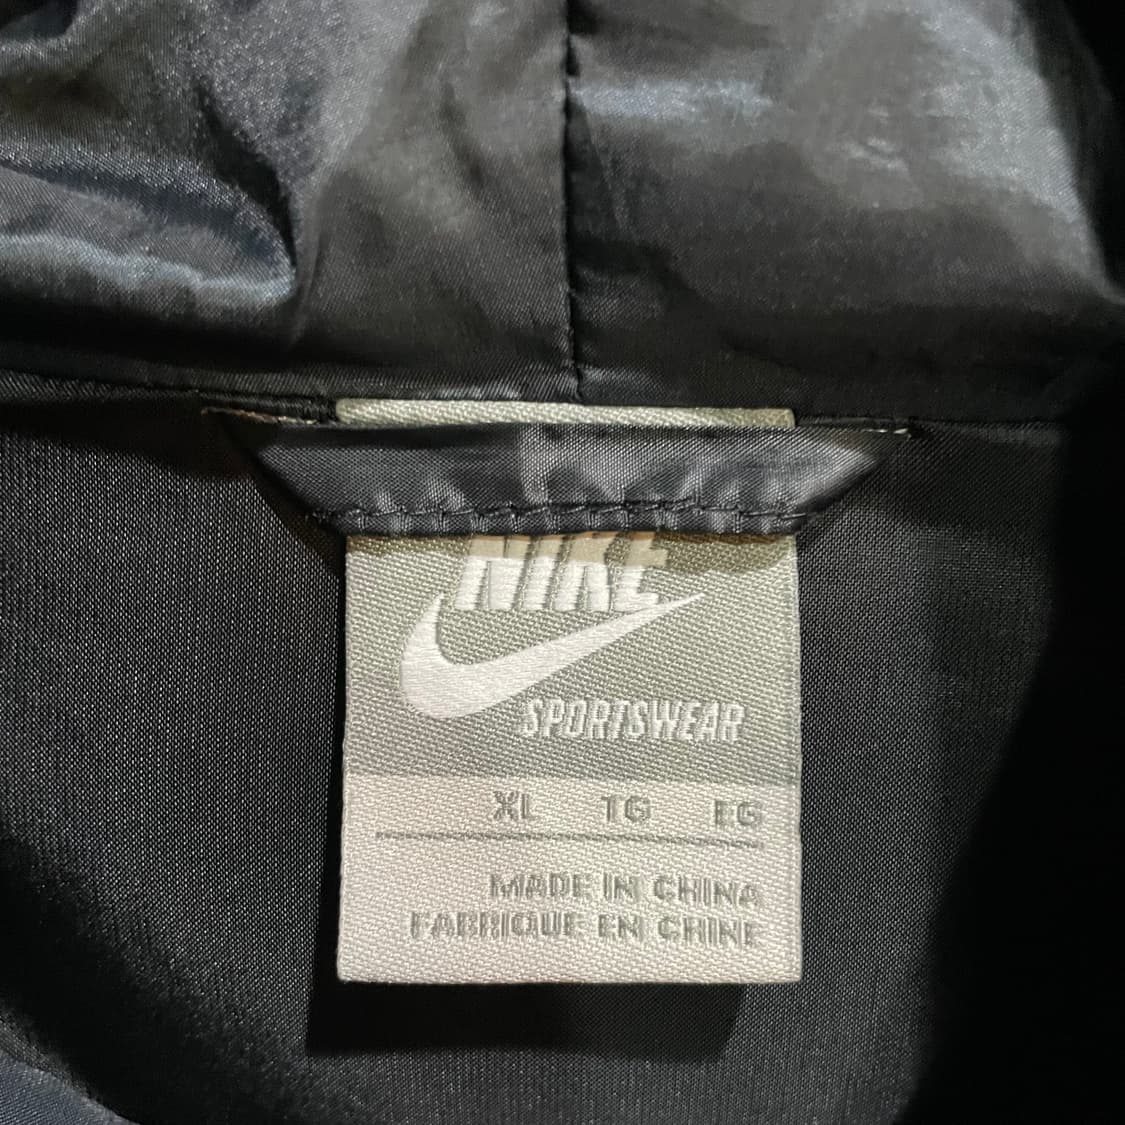 NIKE
SPORTSWEAR
XL TG EG
MADE IN CHINA
FABRIQUE EN CHINE